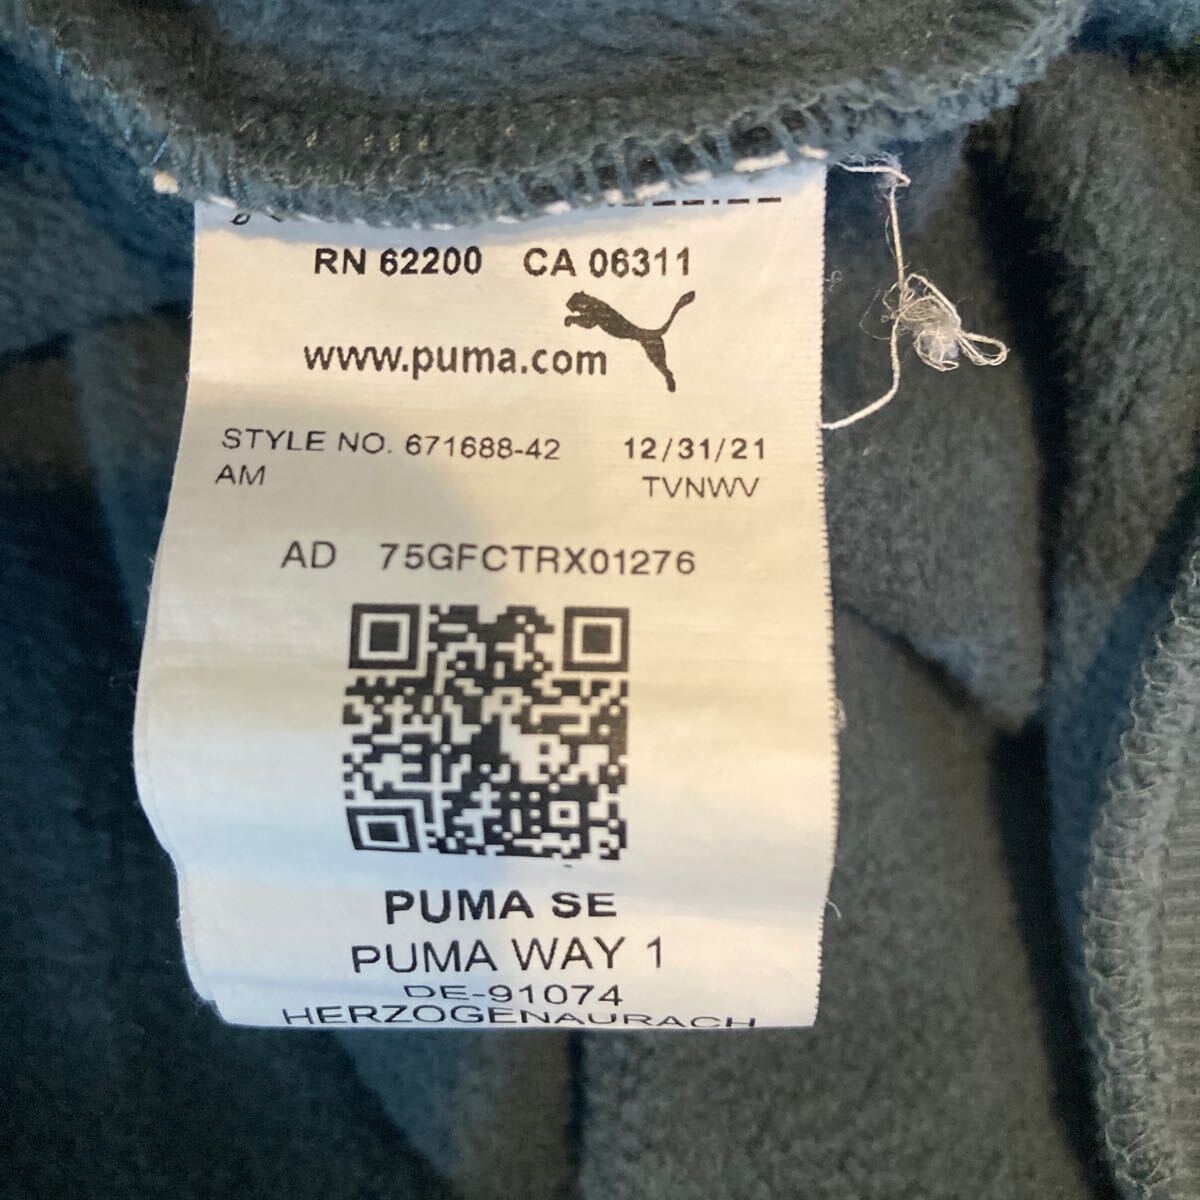 RN 62200 CA 06311
www.puma.com
STYLE NO. 671688-42 12/31/21
AM TVNWV
AD 75GFCTRX01276
PUMA SE
PUMA WAY 1
DE-91074
HERZOGENAURACH